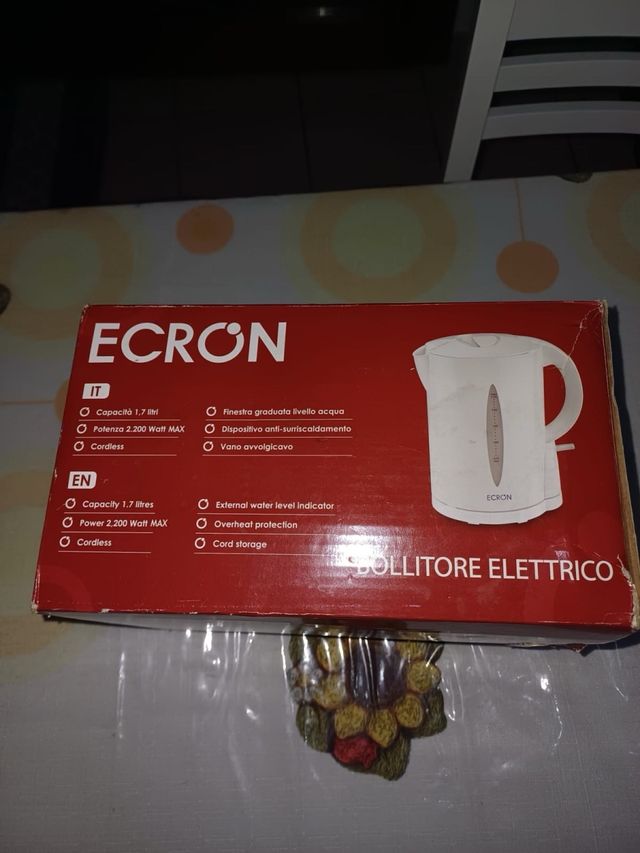 ECRON
IT
Capacità 1,7 litri
Potenza 2.200 Watt MAX
Cordless
Finestra graduata livello acqua
Dispositivo anti-surriscaldamento
Vano avvolgicavo
EN
Capacity 1.7 litres
Power 2,200 Watt MAX
Cordless
External water level indicator
Overheat protection
Cord storage
ECRON
BOLLITORE ELETTRICO